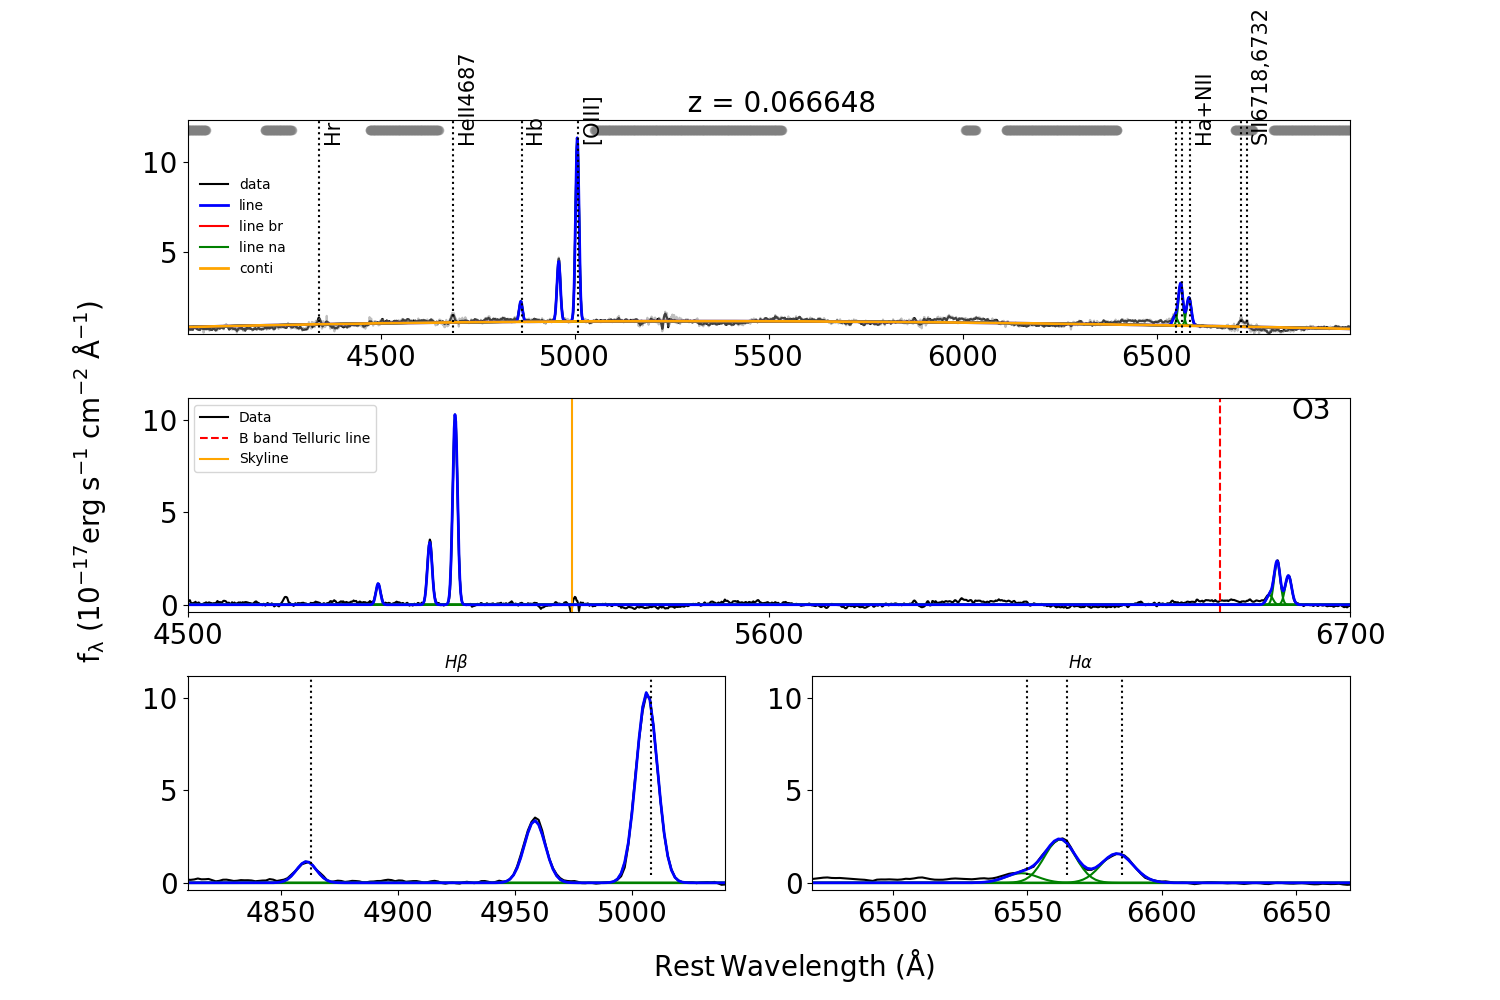 z = 0.066648
Hr
HeII4687
Hb
[OIII]
Ha+NII
SII6718,6732
10
5
data
line
line br
line na
conti
4500 5000 5500 6000 6500
O3
10
5
0
Data
B band Telluric line
Skyline
4500 5600 6700
fλ (10⁻¹⁷erg s⁻¹ cm⁻² Å⁻¹)
Hβ
10
5
0
4850 4900 4950 5000
Hα
10
5
0
6500 6550 6600 6650
Rest Wavelength (Å)